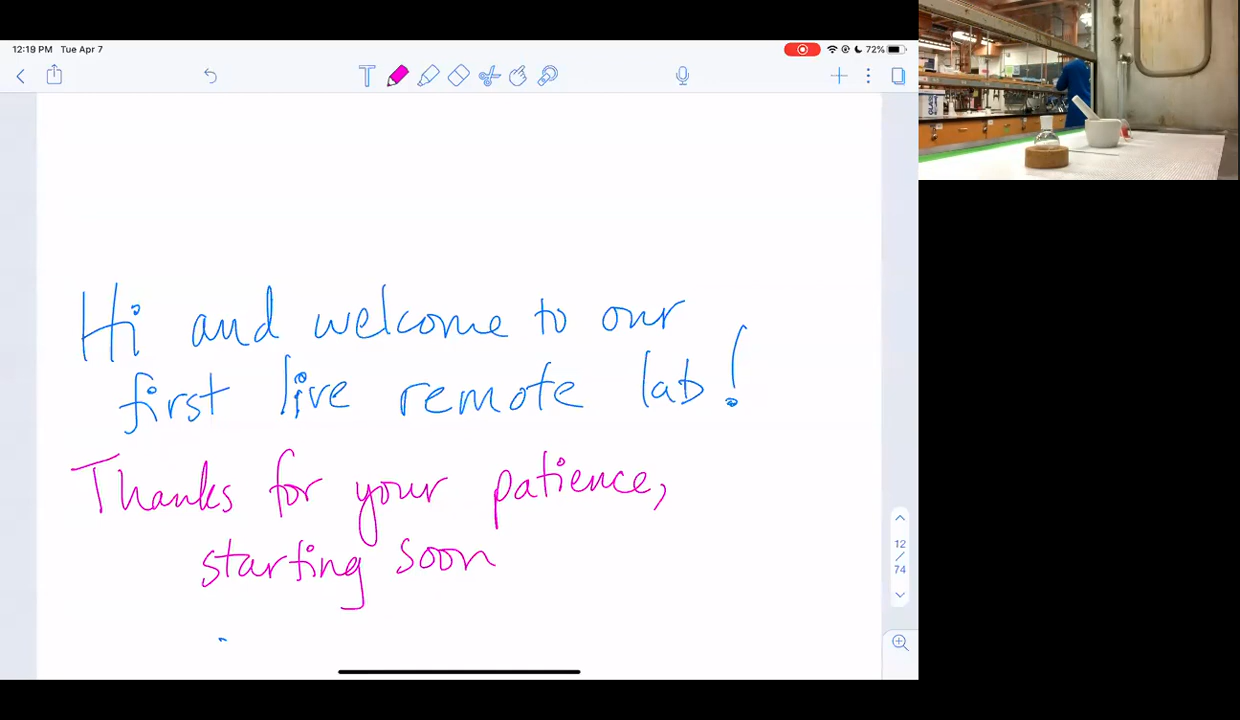 12:19 PM Tue Apr 7
72%
Hi and welcome to our
first live remote lab!
Thanks for your patience,
starting soon
12
/
74